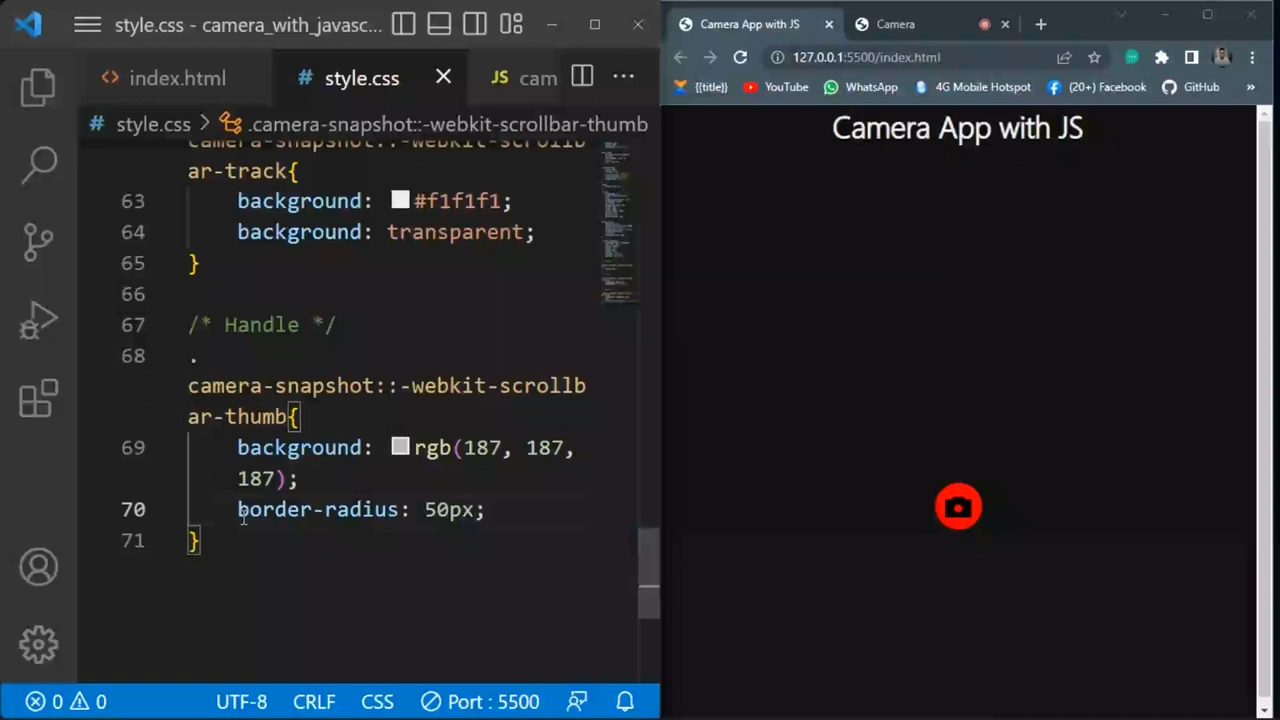 style.css - camera_with_javasc...
index.html
style.css
JS cam
style.css > .camera-snapshot::-webkit-scrollbar-thumb
camera-snapshot::-webkit-scrollb
ar-track{
63 background: #f1f1f1;
64 background: transparent;
65 }
66
67 /* Handle */
68 .
camera-snapshot::-webkit-scrollb
ar-thumb{
69 background: rgb(187, 187,
187);
70 border-radius: 50px;
71 }
0 0 UTF-8 CRLF CSS Port : 5500
Camera App with JS
Camera
127.0.0.1:5500/index.html
{{title}} YouTube WhatsApp 4G Mobile Hotspot (20+) Facebook GitHub »
Camera App with JS